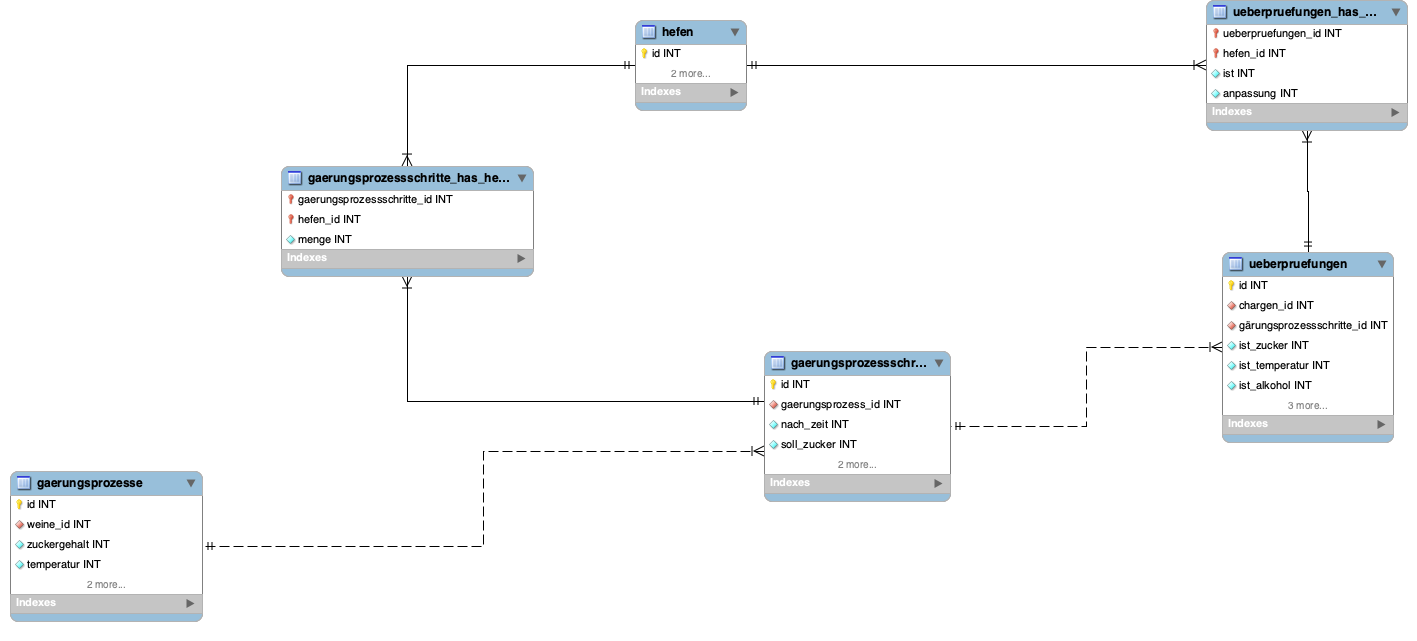 hefen
id INT
2 more...
Indexes
ueberpruefungen_has_...
ueberpruefungen_id INT
hefen_id INT
ist INT
anpassung INT
Indexes
gaerungsprozessschritte_has_he...
gaerungsprozessschritte_id INT
hefen_id INT
menge INT
Indexes
ueberpruefungen
id INT
chargen_id INT
gärungsprozessschritte_id INT
ist_zucker INT
ist_temperatur INT
ist_alkohol INT
3 more...
Indexes
gaerungsprozessschr...
id INT
gaerungsprozess_id INT
nach_zeit INT
soll_zucker INT
2 more...
Indexes
gaerungsprozesse
id INT
weine_id INT
zuckergehalt INT
temperatur INT
2 more...
Indexes